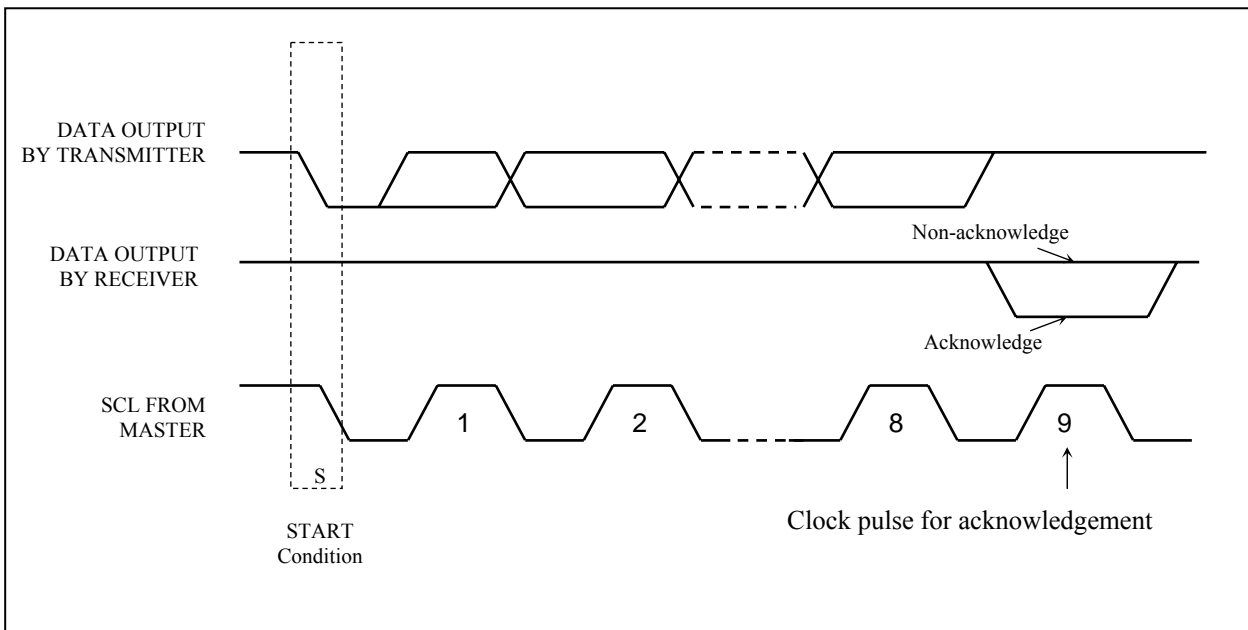 DATA OUTPUT
BY TRANSMITTER
DATA OUTPUT
BY RECEIVER
Non-acknowledge
Acknowledge
SCL FROM
MASTER
1
2
8
9
S
START
Condition
Clock pulse for acknowledgement